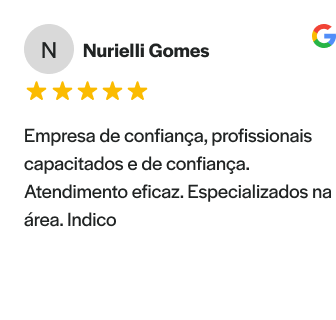 N
Nurielli Gomes
Empresa de confiança, profissionais
capacitados e de confiança.
Atendimento eficaz. Especializados na
área. Indico